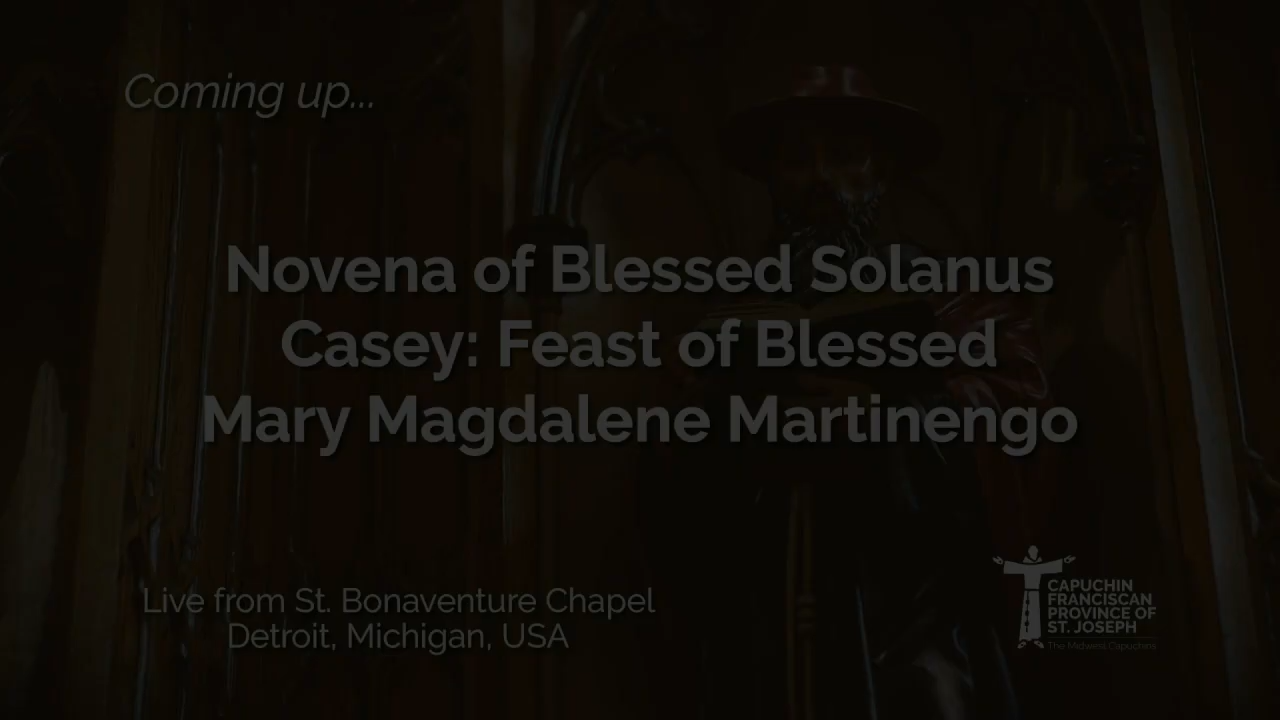 Coming up...
Novena of Blessed Solanus
Casey: Feast of Blessed
Mary Magdalene Martinengo
Live from St. Bonaventure Chapel
Detroit, Michigan, USA
CAPUCHIN
FRANCISCAN
PROVINCE OF
ST. JOSEPH
The Midwest Capuchins